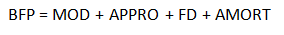 BFP = MOD + APPRO + FD + AMORT